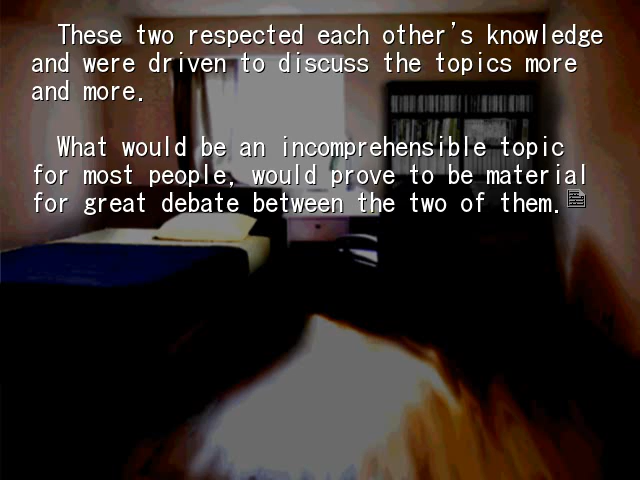 These two respected each other's knowledge
and were driven to discuss the topics more
and more.
What would be an incomprehensible topic
for most people, would prove to be material
for great debate between the two of them.